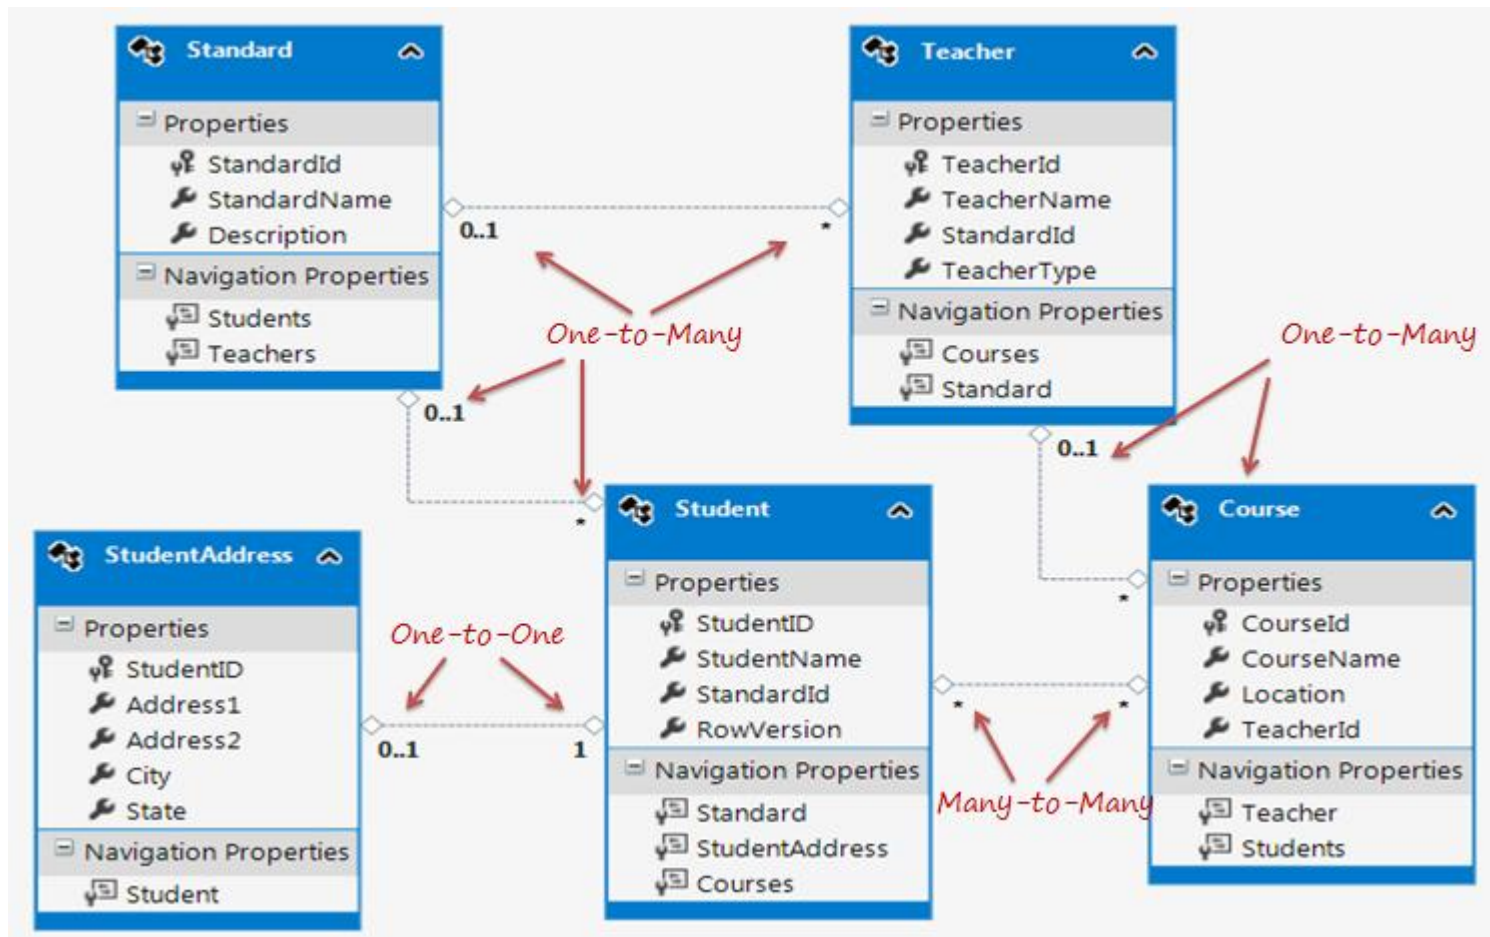 Standard
Properties
StandardId
StandardName
Description
Navigation Properties
Students
Teachers
Teacher
Properties
TeacherId
TeacherName
StandardId
TeacherType
Navigation Properties
Courses
Standard
0..1
*
One-to-Many
0..1
*
One-to-Many
0..1
*
StudentAddress
Properties
StudentID
Address1
Address2
City
State
Navigation Properties
Student
One-to-One
0..1
1
Student
Properties
StudentID
StudentName
StandardId
RowVersion
Navigation Properties
Standard
StudentAddress
Courses
*
*
Many-to-Many
Course
Properties
CourseId
CourseName
Location
TeacherId
Navigation Properties
Teacher
Students